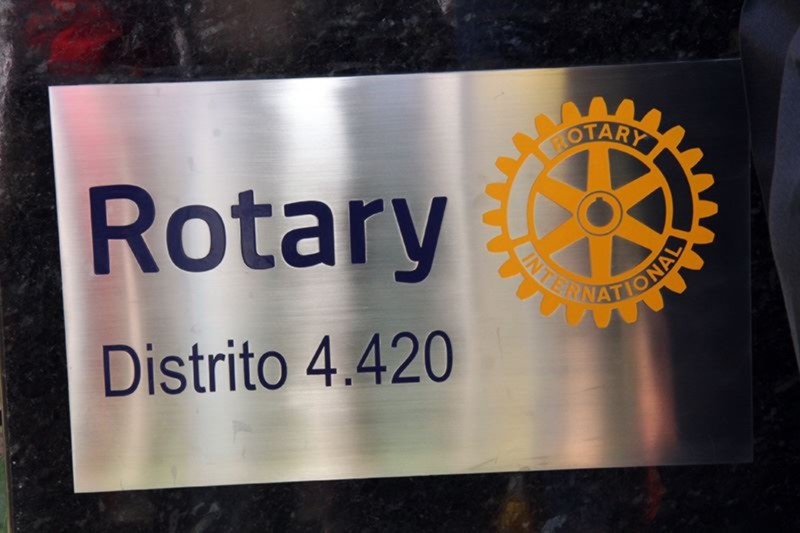 Rotary
Distrito 4.420
ROTARY
INTERNATIONAL